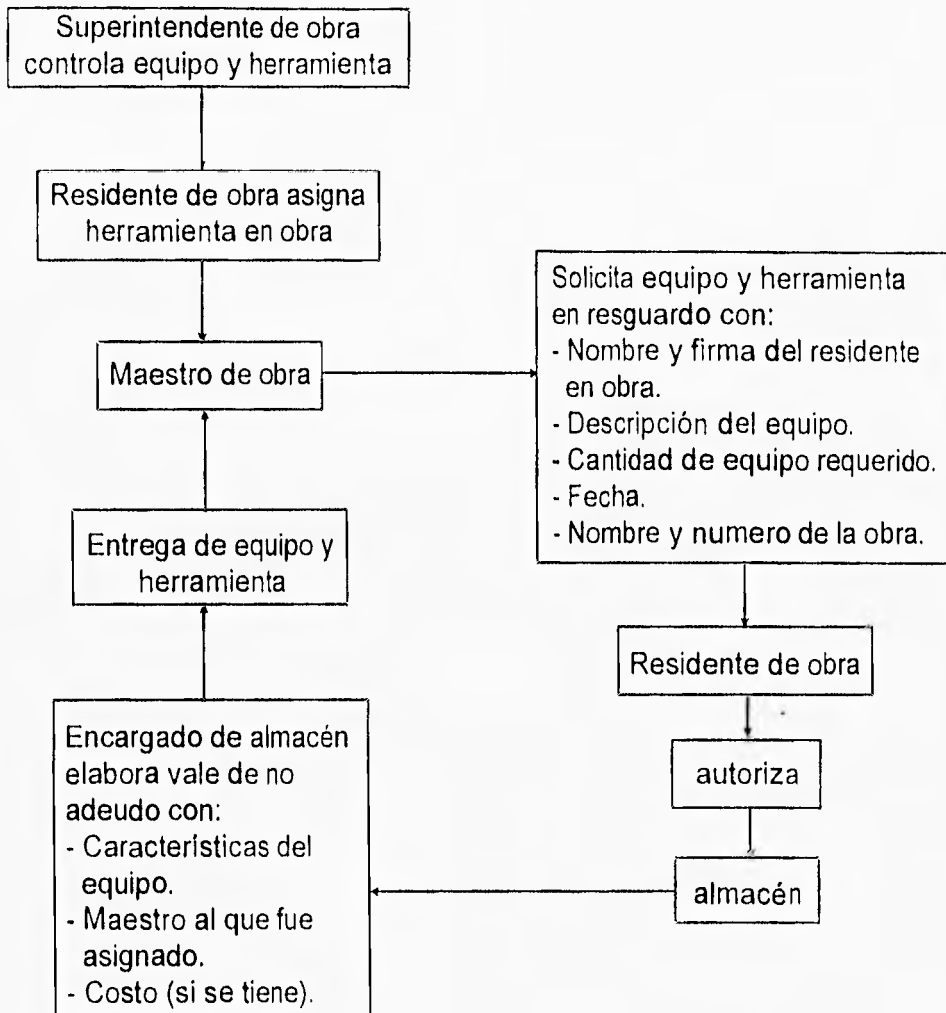 Superintendente de obra
controla equipo y herramienta
Residente de obra asigna
herramienta en obra
Maestro de obra
Solicita equipo y herramienta
en resguardo con:
- Nombre y firma del residente
en obra.
- Descripción del equipo.
- Cantidad de equipo requerido.
- Fecha.
- Nombre y numero de la obra.
Residente de obra
autoriza
almacén
Encargado de almacén
elabora vale de no
adeudo con:
- Características del
equipo.
- Maestro al que fue
asignado.
- Costo (si se tiene).
Entrega de equipo y
herramienta